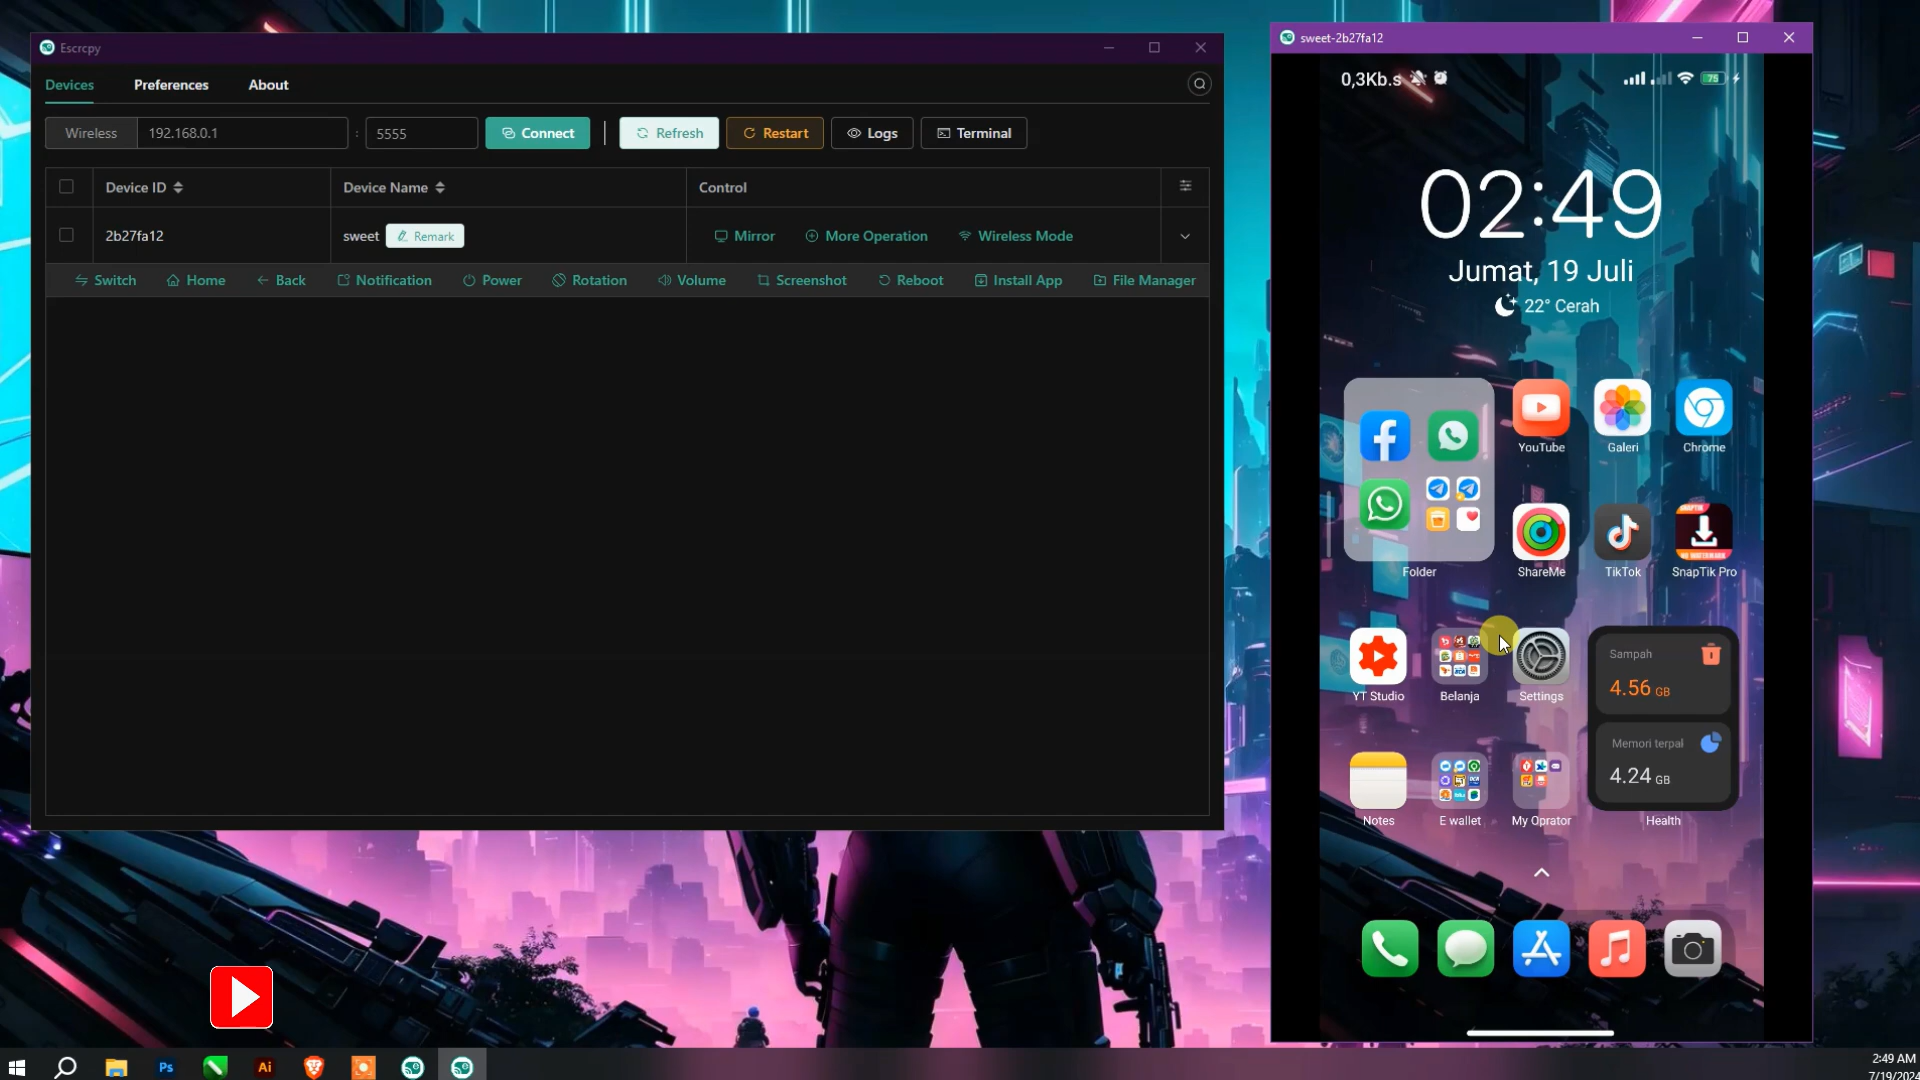 Escrcpy
Devices
Preferences
About
Wireless
192.168.0.1
:
5555
Connect
Refresh
Restart
Logs
Terminal
Device ID
Device Name
Control
2b27fa12
sweet
Remark
Mirror
More Operation
Wireless Mode
Switch
Home
Back
Notification
Power
Rotation
Volume
Screenshot
Reboot
Install App
File Manager
sweet-2b27fa12
0,3Kb.s
75
02:49
Jumat, 19 Juli
22° Cerah
YouTube
Galeri
Chrome
Folder
ShareMe
TikTok
SnapTik Pro
YT Studio
Belanja
Settings
Sampah
4.56 GB
Memori terpal
4.24 GB
Notes
E wallet
My Oprator
Health
Ps
Ai
2:49 AM
7/19/2024